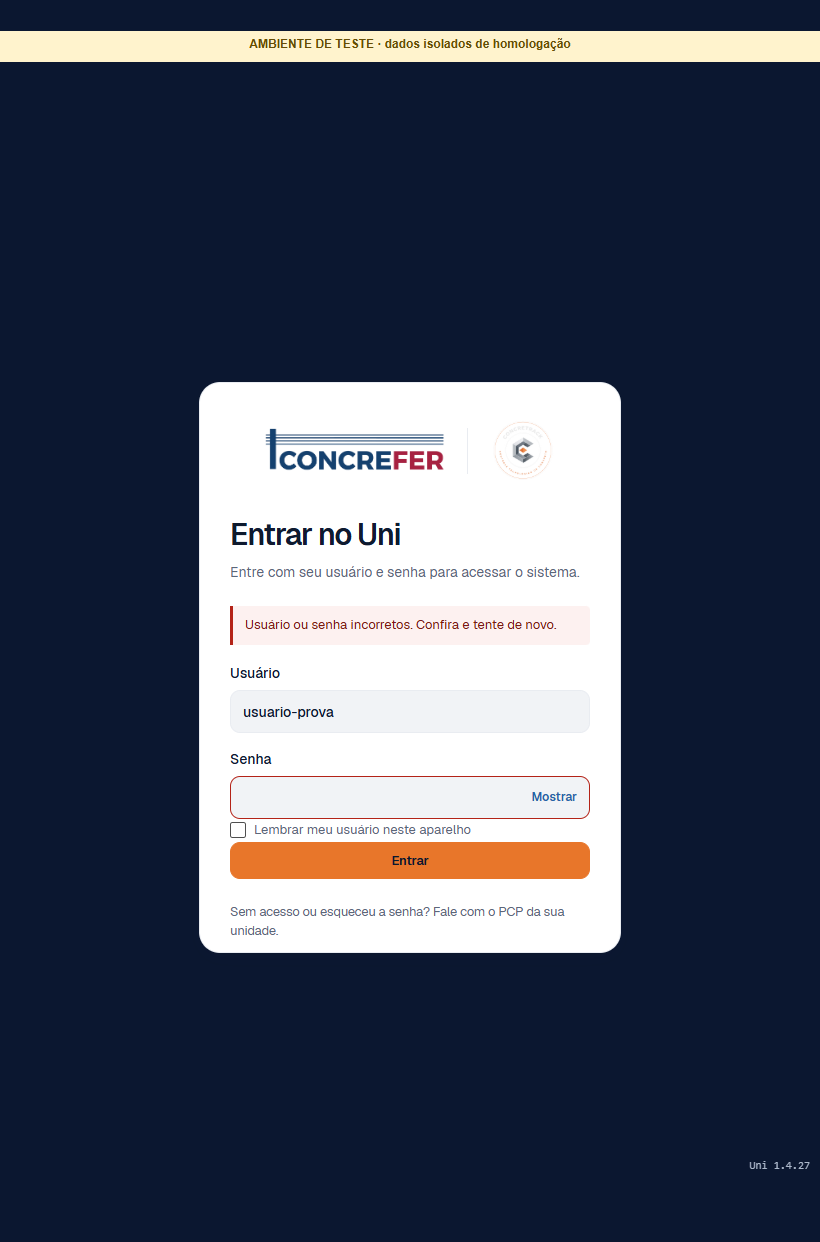 AMBIENTE DE TESTE · dados isolados de homologação
CONCREFER
Entrar no Uni
Entre com seu usuário e senha para acessar o sistema.
Usuário ou senha incorretos. Confira e tente de novo.
Usuário
usuario-prova
Senha
Mostrar
Lembrar meu usuário neste aparelho
Entrar
Sem acesso ou esqueceu a senha? Fale com o PCP da sua
unidade.
Uni 1.4.27